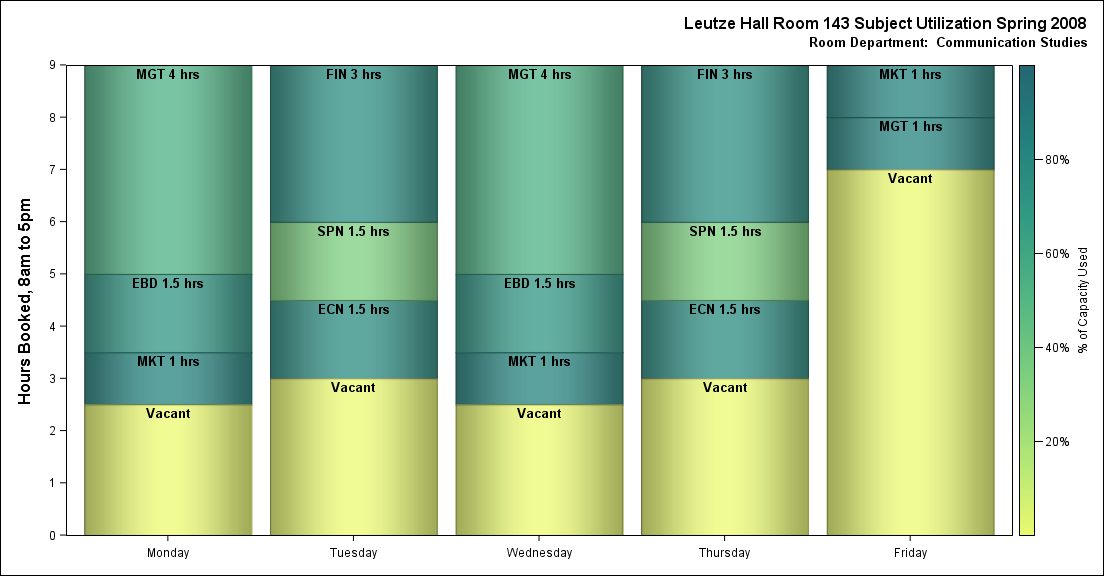 Leutze Hall Room 143 Subject Utilization Spring 2008
Room Department:  Communication Studies
Hours Booked, 8am to 5pm
9
8
7
6
5
4
3
2
1
0
MGT 4 hrs
EBD 1.5 hrs
MKT 1 hrs
Vacant
FIN 3 hrs
SPN 1.5 hrs
ECN 1.5 hrs
Vacant
MGT 4 hrs
EBD 1.5 hrs
MKT 1 hrs
Vacant
FIN 3 hrs
SPN 1.5 hrs
ECN 1.5 hrs
Vacant
MKT 1 hrs
MGT 1 hrs
Vacant
Monday
Tuesday
Wednesday
Thursday
Friday
80%
60%
40%
20%
% of Capacity Used